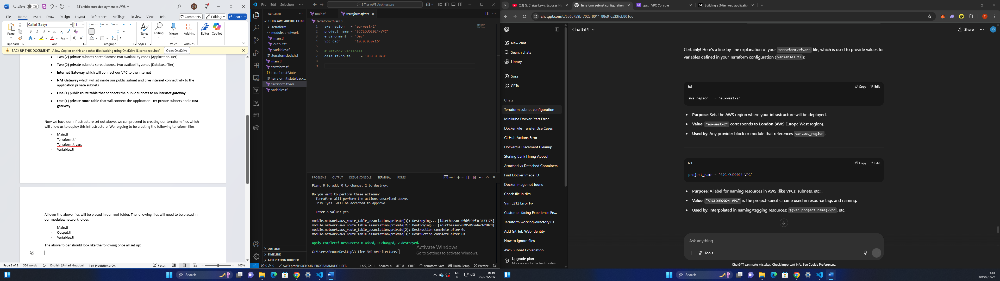 AutoSave Off 3T architecture deployment to AWS SN
File Home Insert Draw Design Layout References Mailings Review View Help Comments Editing Share
Calibri (Body) 11
Paste Styles Editing Dictate Add-ins Editor Copilot
Clipboard Font Paragraph Styles Voice Add-ins
BACK UP THIS DOCUMENT Allow Copilot on this and other files backing using OneDrive (License required). Open OneDrive
• Two (2) private subnets spread across two availability zones (Application Tier)
• Two (2) private subnets spread across two availability zones (Database Tier)
• Internet Gateway which will connect our VPC to the internet
• NAT Gateway which will sit inside our public subnet and give internet connectivity to the
application private subnets
• One (1) public route table that connects the public subnets to an internet gateway
• One (1) private route table that will connect the Application Tier private subnets and a NAT
gateway
Now we have our infrastructure set out above, we can proceed to creating our terraform files which
will allow us to deploy this infrastructure. We're going to be creating the following terraform files:
- Main.tf
- Terraform.tf
- Terraform.tfvars
- Variables.tf
All over the above files will be placed in our root folder. The following files will need to be placed in
our modules/network folder.
- Main.tf
- Output.tf
- Variables.tf
The above folder should look like the following once all set up:
Page 2 of 2 334 words English (United Kingdom) Text Predictions: On Focus 100%
File Edit Selection ··· 3 Tier AWS Architecture
EXPLORER
3 TIER AWS ARCHITECTURE
.terraform
modules\network
main.tf
output.tf
variables.tf
.terraform.lock.hcl
main.tf
terraform.tf
terraform.tfstate
terraform.tfstate.back...
terraform.tfvars
variables.tf
OUTLINE
TIMELINE
APPLICATION BUILDER
aws
main.tf terraform.tfvars
terraform.tfvars > ...
1 aws_region = "eu-west-2"
2 project_name = "SJCLOUD2024-VPC"
3 environment = "Dev"
4 vpc_cidr = "10.0.0.0/16"
5
6 # Network variables
7 default-route = "0.0.0.0/0"
8
9
PROBLEMS OUTPUT DEBUG CONSOLE TERMINAL PORTS cmd
Plan: 0 to add, 0 to change, 2 to destroy.
Do you want to perform these actions?
Terraform will perform the actions described above.
Only 'yes' will be accepted to approve.
Enter a value: yes
module.network.aws_route_table_association.private[3]: Destroying... [id=rtbassoc-0fdf193f3c3433175]
module.network.aws_route_table_association.private[2]: Destroying... [id=rtbassoc-0395840eda21d18cd]
module.network.aws_route_table_association.private[2]: Destruction complete after 0s
module.network.aws_route_table_association.private[3]: Destruction complete after 0s
Apply complete! Resources: 0 added, 0 changed, 2 destroyed.
C:\Users\Brooo\Desktop\3 Tier AWS Architecture>
Activate Windows
Go to Settings to activate Windows.
0 0 AWS: profile:SJCLOUD-PROGRAMMATIC-USER Ln 9, Col 1 Spaces: 4 UTF-8 CRLF terraform-vars Finish Setup Prettier
Search ENG UK 16:56 09/07/2025
(63) G. Craige Lewis Exposes Hi Terraform subnet configuration vpcs | VPC Console Building a 3-tier web applicatio
chatgpt.com/c/686e759b-702c-8011-88e9-ea33feb801dd
New chat
Search chats
Library
Sora
GPTs
Chats
Terraform subnet configuration
Minikube Docker Start Error
Docker File Transfer Use Cases
GitHub Actions Error
Dockerfile Placement Cleanup
Sterling Bank Hiring Appeal
Attached vs Detached Containers
Find Docker Image ID
Docker image not found
Check file in dirs
Vim E212 Error Fix
Customer-facing Experience En...
Terraform working-directory us...
Add GitHub Web Identity
How to ignore files
AWS Subnet Explanation
Upgrade plan
More access to the best models
ChatGPT Share JO
Certainly! Here's a line-by-line explanation of your terraform.tfvars file, which is used to provide values for
variables defined in your Terraform configuration (variables.tf):
hcl Copy Edit
aws_region = "eu-west-2"
• Purpose: Sets the AWS region where your infrastructure will be deployed.
• Value: "eu-west-2" corresponds to London (AWS Europe West region).
• Used by: Any provider block or module that references var.aws_region.
hcl Copy Edit
project_name = "SJCLOUD2024-VPC"
• Purpose: A label for naming resources in AWS (like VPCs, subnets, etc.).
• Value: "SJCLOUD2024-VPC" is the project-specific name used in resource tags and naming.
• Used by: Interpolated in naming/tagging resources: ${var.project_name}-vpc, etc.
Ask anything
Tools
ChatGPT can make mistakes. Check important info. See Cookie Preferences.
Search 16:56 09/07/2025